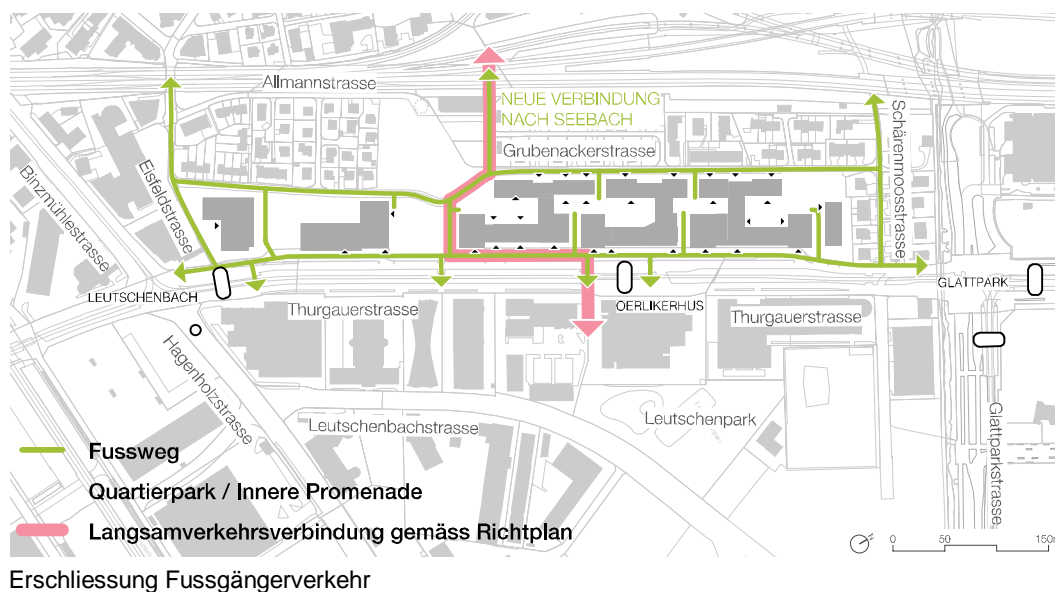 Allmannstrasse
NEUE VERBINDUNG
NACH SEEBACH
Grubenackerstrasse
Schärenmoosstrasse
Binzmühlestrasse
Eisfeldstrasse
LEUTSCHENBACH
Thurgauerstrasse
OERLIKERHUS
Thurgauerstrasse
GLATTPARK
Hagenholzstrasse
Leutschenbachstrasse
Leutschenpark
Glattparkstrasse
Fussweg
Quartierpark / Innere Promenade
Langsamverkehrsverbindung gemäss Richtplan
N
0 50 150m
Erschliessung Fussgängerverkehr